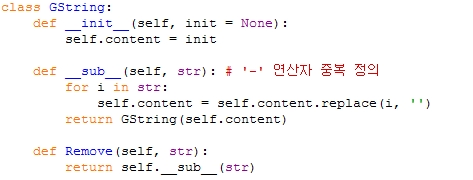 class GString:
    def __init__(self, init = None):
        self.content = init

    def __sub__(self, str): # '-' 연산자 중복 정의
        for i in str:
            self.content = self.content.replace(i, '')
        return GString(self.content)

    def Remove(self, str):
        return self.__sub__(str)